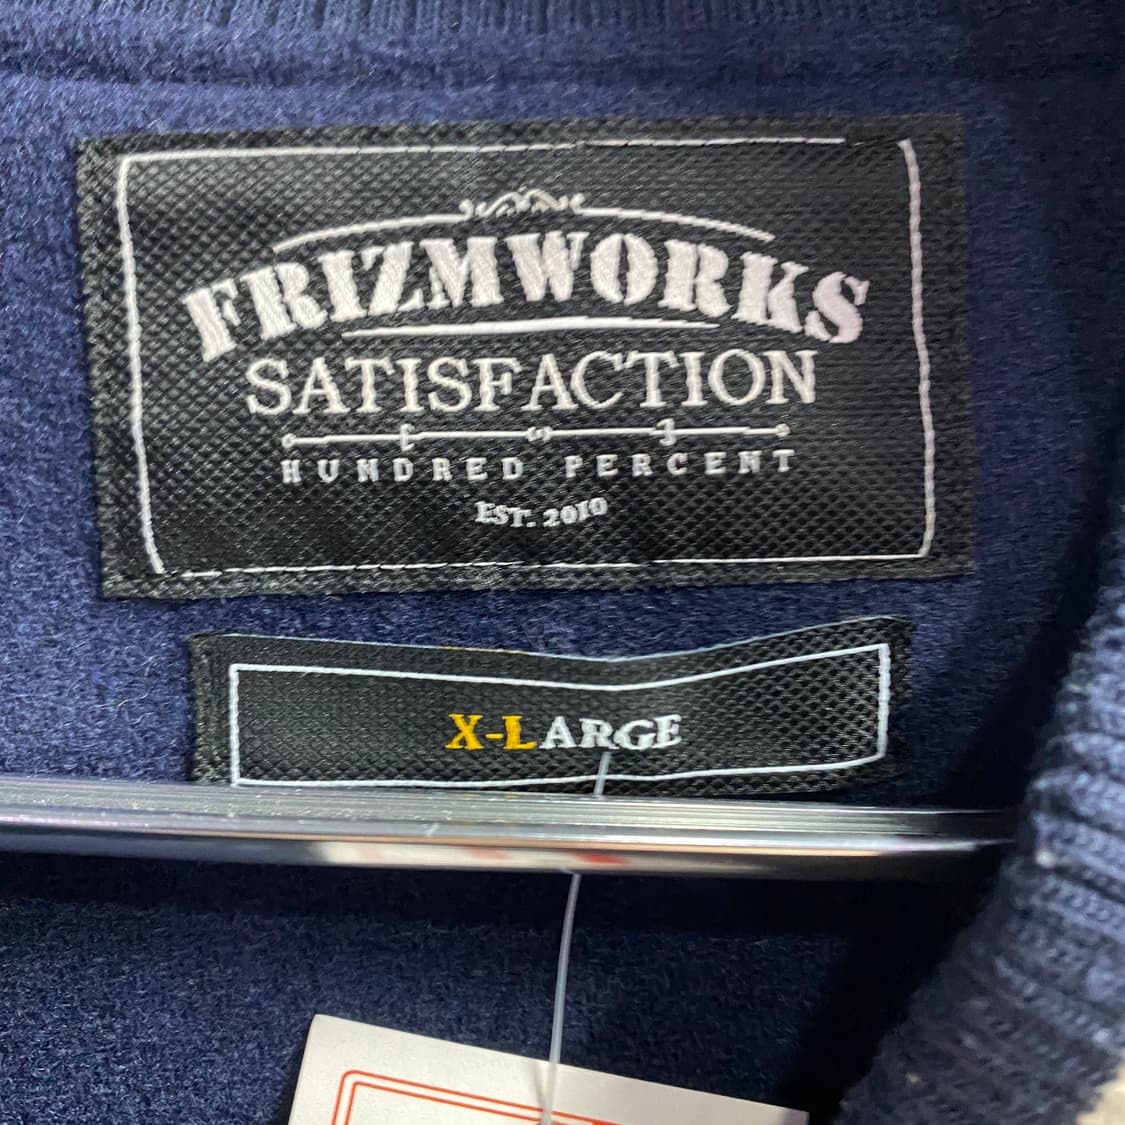 FRIZMWORKS
SATISFACTION
HUNDRED PERCENT
EST. 2010
X-LARGE